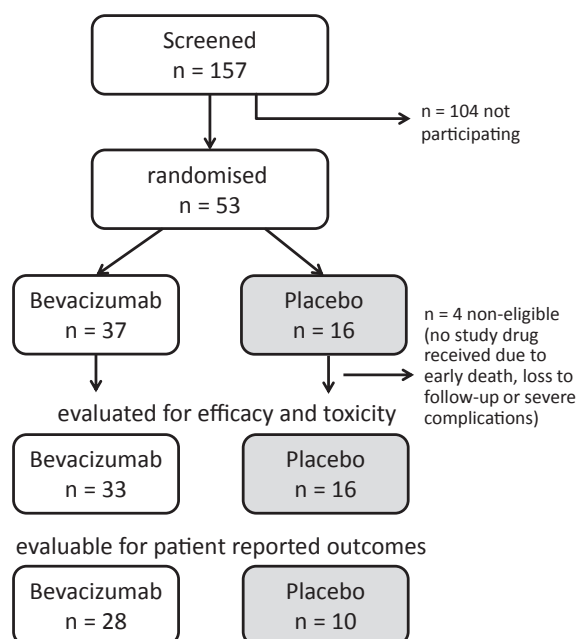 Screened
n = 157
n = 104 not
participating
randomised
n = 53
Bevacizumab
n = 37
Placebo
n = 16
n = 4 non-eligible
(no study drug
received due to
early death, loss to
follow-up or severe
complications)
evaluated for efficacy and toxicity
Bevacizumab
n = 33
Placebo
n = 16
evaluable for patient reported outcomes
Bevacizumab
n = 28
Placebo
n = 10